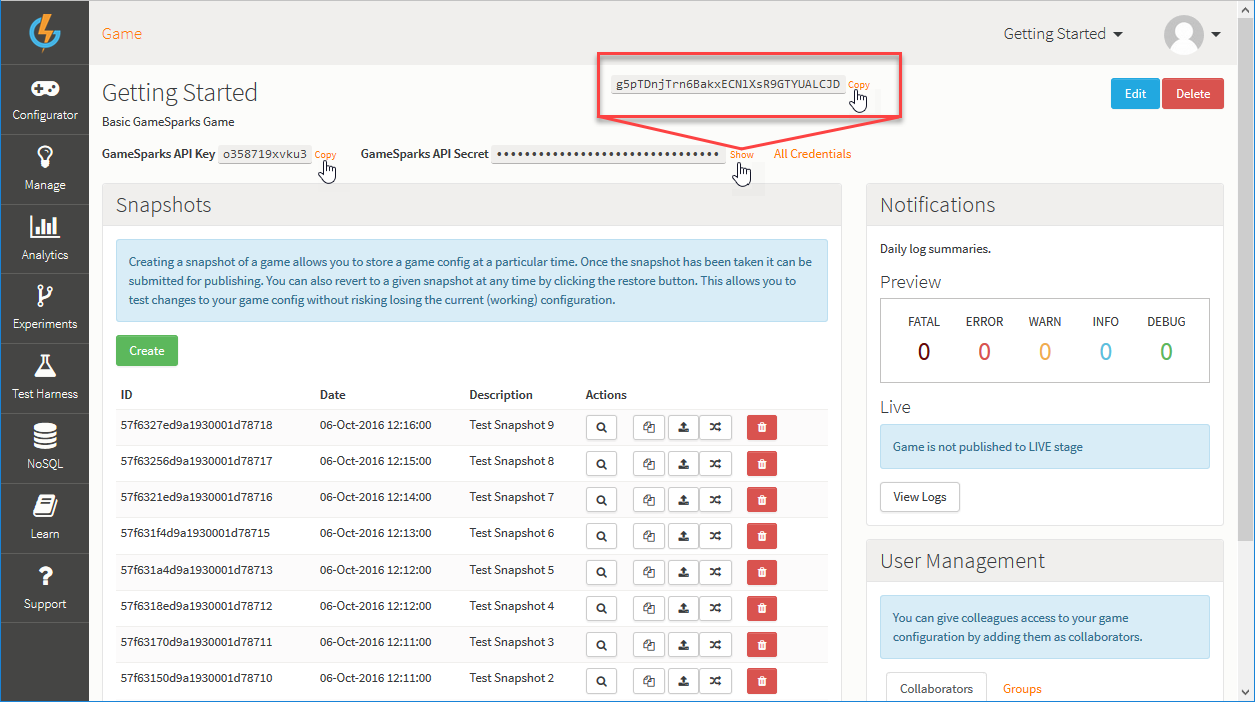 Game
Getting Started
Configurator
Manage
Analytics
Experiments
Test Harness
NoSQL
Learn
Support
Getting Started
Basic GameSparks Game
g5pTDnjTrn6BakxECN1XsR9GTYUALCJD Copy
Edit Delete
GameSparks API Key o358719xvku3 Copy GameSparks API Secret •••••••••••••••••••••••••••••••• Show All Credentials
Snapshots
Creating a snapshot of a game allows you to store a game config at a particular time. Once the snapshot has been taken it can be
submitted for publishing. You can also revert to a given snapshot at any time by clicking the restore button. This allows you to
test changes to your game config without risking losing the current (working) configuration.
Create
ID Date Description Actions
57f6327ed9a1930001d78718 06-Oct-2016 12:16:00 Test Snapshot 9
57f63256d9a1930001d78717 06-Oct-2016 12:15:00 Test Snapshot 8
57f6321ed9a1930001d78716 06-Oct-2016 12:14:00 Test Snapshot 7
57f631f4d9a1930001d78715 06-Oct-2016 12:13:00 Test Snapshot 6
57f631a4d9a1930001d78713 06-Oct-2016 12:12:00 Test Snapshot 5
57f6318ed9a1930001d78712 06-Oct-2016 12:12:00 Test Snapshot 4
57f63170d9a1930001d78711 06-Oct-2016 12:11:00 Test Snapshot 3
57f63150d9a1930001d78710 06-Oct-2016 12:11:00 Test Snapshot 2
Notifications
Daily log summaries.
Preview
FATAL ERROR WARN INFO DEBUG
0 0 0 0 0
Live
Game is not published to LIVE stage
View Logs
User Management
You can give colleagues access to your game
configuration by adding them as collaborators.
Collaborators Groups